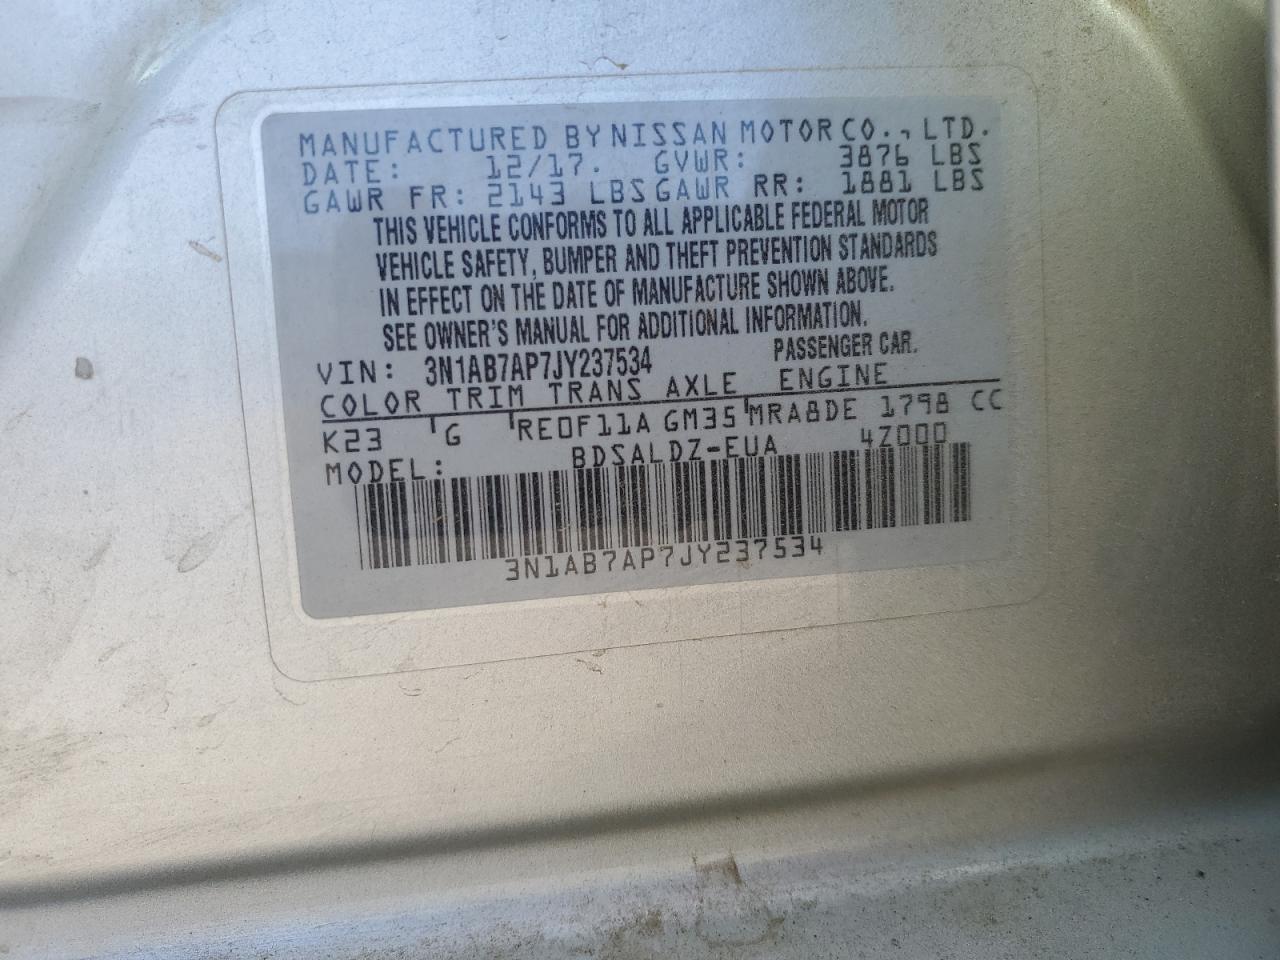 MANUFACTURED BY NISSAN MOTOR CO., LTD.
DATE: 12/17. GVWR: 3876 LBS
GAWR FR: 2143 LBS GAWR RR: 1881 LBS
THIS VEHICLE CONFORMS TO ALL APPLICABLE FEDERAL MOTOR
VEHICLE SAFETY, BUMPER AND THEFT PREVENTION STANDARDS
IN EFFECT ON THE DATE OF MANUFACTURE SHOWN ABOVE.
SEE OWNER'S MANUAL FOR ADDITIONAL INFORMATION.
VIN: 3N1AB7AP7JY237534 PASSENGER CAR.
COLOR TRIM TRANS AXLE ENGINE
K23 G RE0F11A GM35 MRA8DE 1798 CC
MODEL: BDSALDZ-EUA 4Z000
3N1AB7AP7JY237534